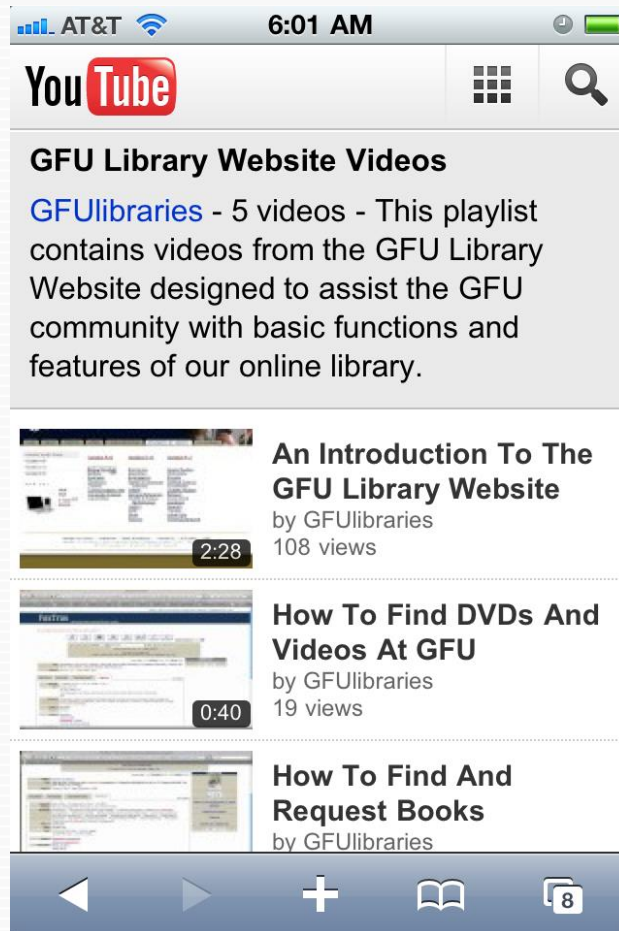 AT&T 6:01 AM
YouTube
GFU Library Website Videos
GFUlibraries - 5 videos - This playlist
contains videos from the GFU Library
Website designed to assist the GFU
community with basic functions and
features of our online library.
An Introduction To The
GFU Library Website
by GFUlibraries
108 views
2:28
How To Find DVDs And
Videos At GFU
by GFUlibraries
19 views
0:40
How To Find And
Request Books
by GFUlibraries
8